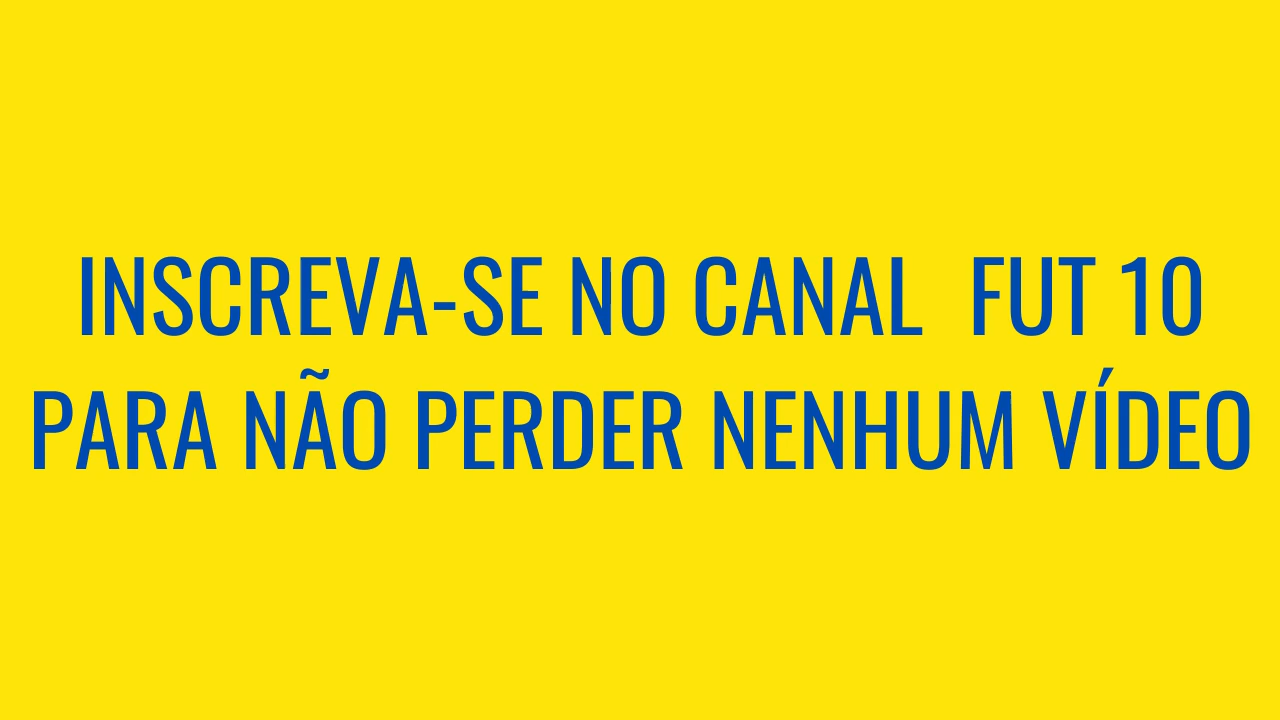 INSCREVA-SE NO CANAL  FUT 10
PARA NÃO PERDER NENHUM VÍDEO